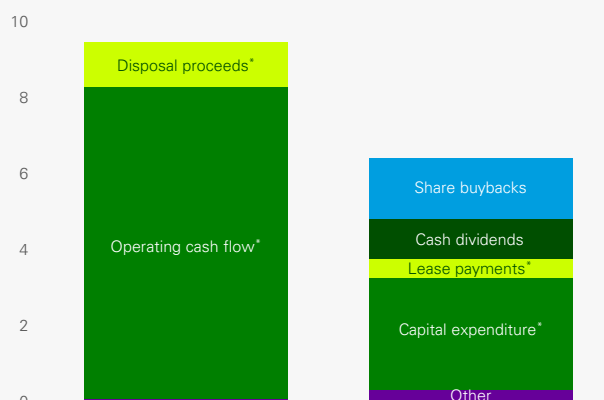 10
Disposal proceeds*
8
6
Share buybacks
Cash dividends
4
Operating cash flow*
Lease payments*
2
Capital expenditure*
Other
0